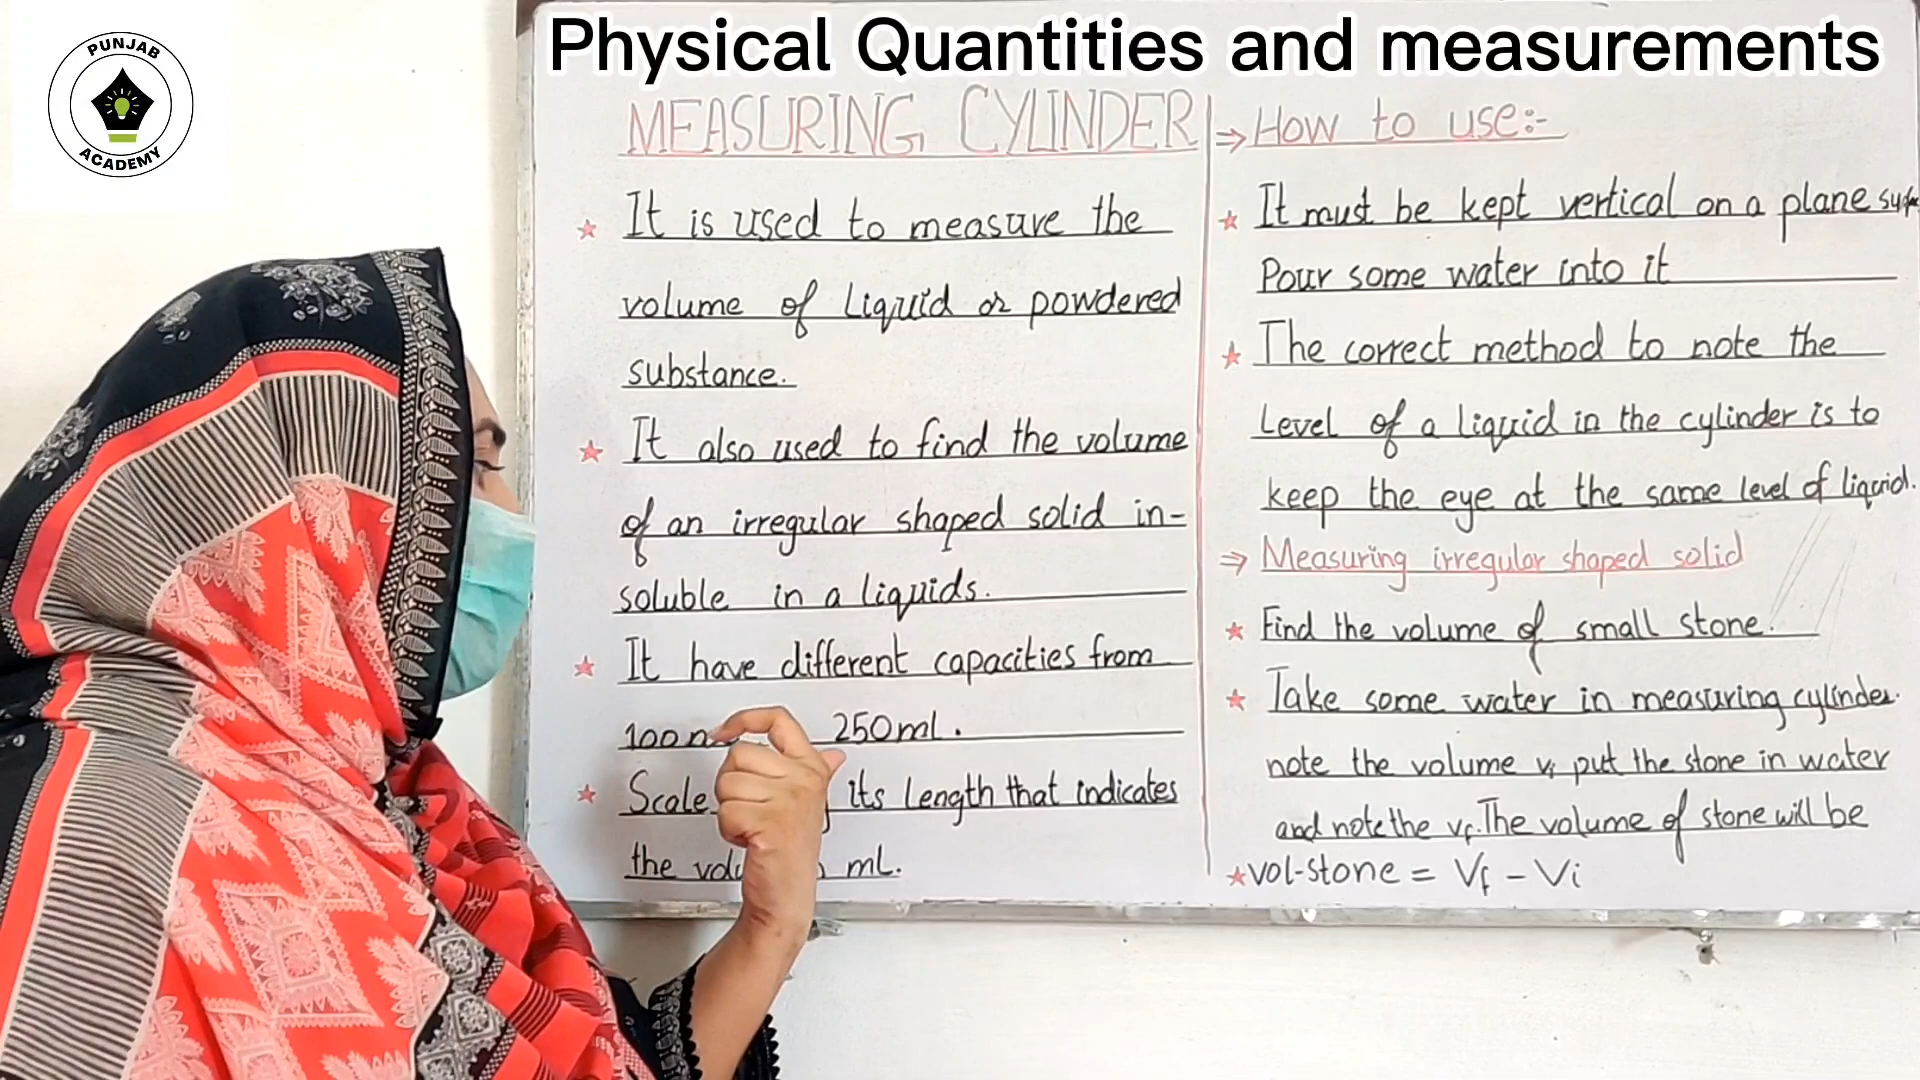 PUNJAB
ACADEMY
Physical Quantities and measurements
MEASURING CYLINDER
★ It is used to measure the
volume of liquid or powdered
substance.
★ It also used to find the volume
of an irregular shaped solid in-
soluble in a liquids.
★ It have different capacities from
100 250ml.
★ Scale its length that indicates
the ml.
⇒ How to use:-
★ It must be kept vertical on a plane
Pour some water into it
★ The correct method to note the
Level of a liquid in the cylinder is to
keep the eye at the same level of liquid.
⇒ Measuring irregular shaped solid
★ Find the volume of small stone.
★ Take some water in measuring cylinder.
note the volume vi put the stone in water
and note the vf. The volume of stone will be
★ vol-stone = Vf - Vi